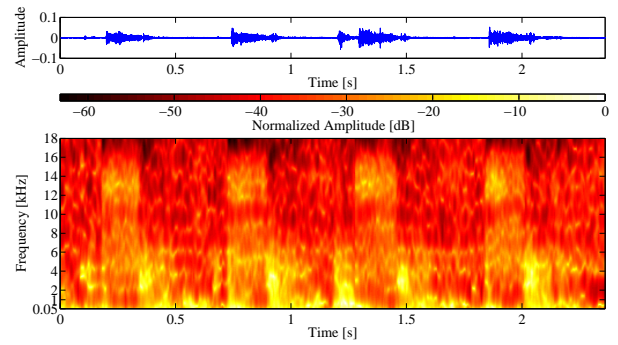 Amplitude
0.1
0
−0.1
0 0.5 1 1.5 2
Time [s]
−60 −50 −40 −30 −20 −10 0
Normalized Amplitude [dB]
Frequency [kHz]
18
16
14
12
10
8
6
4
2
1
0.05
0 0.5 1 1.5 2
Time [s]